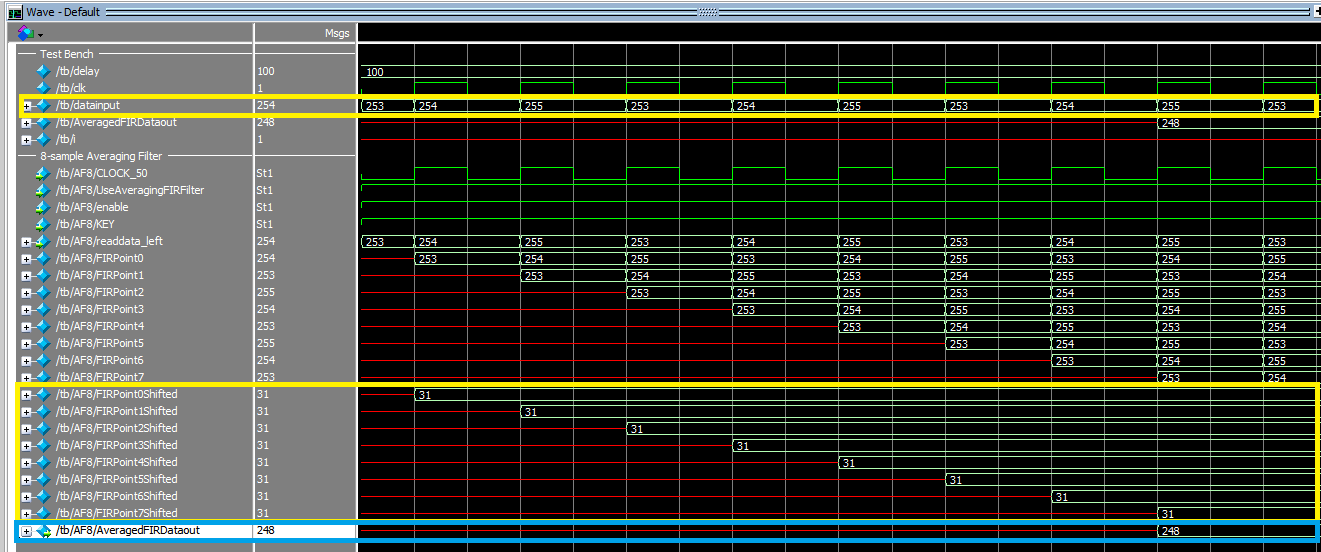 Wave - Default
Msgs
Test Bench
/tb/delay 100 100
/tb/clk 1
/tb/datainput 254 253 254 255 253 254 255 253 254 255 253
/tb/AveragedFIRDataout 248 248
/tb/i 1
8-sample Averaging Filter
/tb/AF8/CLOCK_50 St1
/tb/AF8/UseAveragingFIRFilter St1
/tb/AF8/enable St1
/tb/AF8/KEY St1
/tb/AF8/readdata_left 254 253 254 255 253 254 255 253 254 255 253
/tb/AF8/FIRPoint0 254 253 254 255 253 254 255 253 254 255
/tb/AF8/FIRPoint1 253 253 254 255 253 254 255 253 254
/tb/AF8/FIRPoint2 255 253 254 255 253 254 255 253
/tb/AF8/FIRPoint3 254 253 254 255 253 254 255
/tb/AF8/FIRPoint4 253 253 254 255 253 254
/tb/AF8/FIRPoint5 255 253 254 255 253
/tb/AF8/FIRPoint6 254 253 254 255
/tb/AF8/FIRPoint7 253 253 254
/tb/AF8/FIRPoint0Shifted 31 31
/tb/AF8/FIRPoint1Shifted 31 31
/tb/AF8/FIRPoint2Shifted 31 31
/tb/AF8/FIRPoint3Shifted 31 31
/tb/AF8/FIRPoint4Shifted 31 31
/tb/AF8/FIRPoint5Shifted 31 31
/tb/AF8/FIRPoint6Shifted 31 31
/tb/AF8/FIRPoint7Shifted 31 31
/tb/AF8/AveragedFIRDataout 248 248